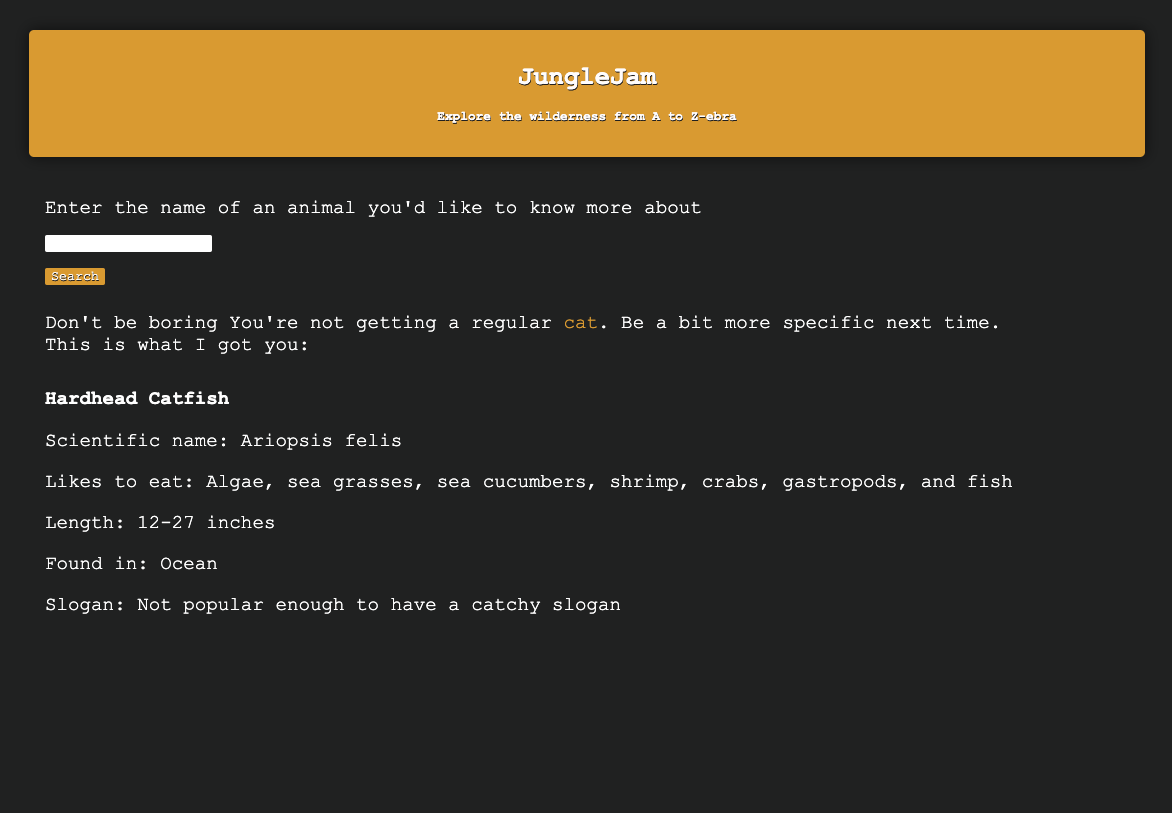 JungleJam
Explore the wilderness from A to Z-ebra
Enter the name of an animal you'd like to know more about
Search
Don't be boring You're not getting a regular cat. Be a bit more specific next time.
This is what I got you:
Hardhead Catfish
Scientific name: Ariopsis felis
Likes to eat: Algae, sea grasses, sea cucumbers, shrimp, crabs, gastropods, and fish
Length: 12-27 inches
Found in: Ocean
Slogan: Not popular enough to have a catchy slogan